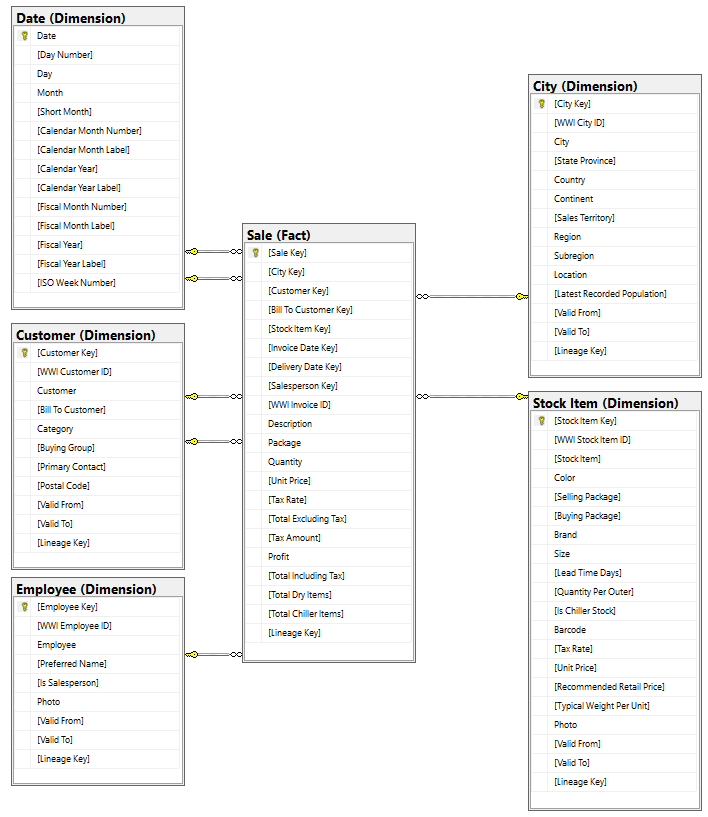 Date (Dimension)
Date
[Day Number]
Day
Month
[Short Month]
[Calendar Month Number]
[Calendar Month Label]
[Calendar Year]
[Calendar Year Label]
[Fiscal Month Number]
[Fiscal Month Label]
[Fiscal Year]
[Fiscal Year Label]
[ISO Week Number]
Customer (Dimension)
[Customer Key]
[WWI Customer ID]
Customer
[Bill To Customer]
Category
[Buying Group]
[Primary Contact]
[Postal Code]
[Valid From]
[Valid To]
[Lineage Key]
Employee (Dimension)
[Employee Key]
[WWI Employee ID]
Employee
[Preferred Name]
[Is Salesperson]
Photo
[Valid From]
[Valid To]
[Lineage Key]
Sale (Fact)
[Sale Key]
[City Key]
[Customer Key]
[Bill To Customer Key]
[Stock Item Key]
[Invoice Date Key]
[Delivery Date Key]
[Salesperson Key]
[WWI Invoice ID]
Description
Package
Quantity
[Unit Price]
[Tax Rate]
[Total Excluding Tax]
[Tax Amount]
Profit
[Total Including Tax]
[Total Dry Items]
[Total Chiller Items]
[Lineage Key]
City (Dimension)
[City Key]
[WWI City ID]
City
[State Province]
Country
Continent
[Sales Territory]
Region
Subregion
Location
[Latest Recorded Population]
[Valid From]
[Valid To]
[Lineage Key]
Stock Item (Dimension)
[Stock Item Key]
[WWI Stock Item ID]
[Stock Item]
Color
[Selling Package]
[Buying Package]
Brand
Size
[Lead Time Days]
[Quantity Per Outer]
[Is Chiller Stock]
Barcode
[Tax Rate]
[Unit Price]
[Recommended Retail Price]
[Typical Weight Per Unit]
Photo
[Valid From]
[Valid To]
[Lineage Key]